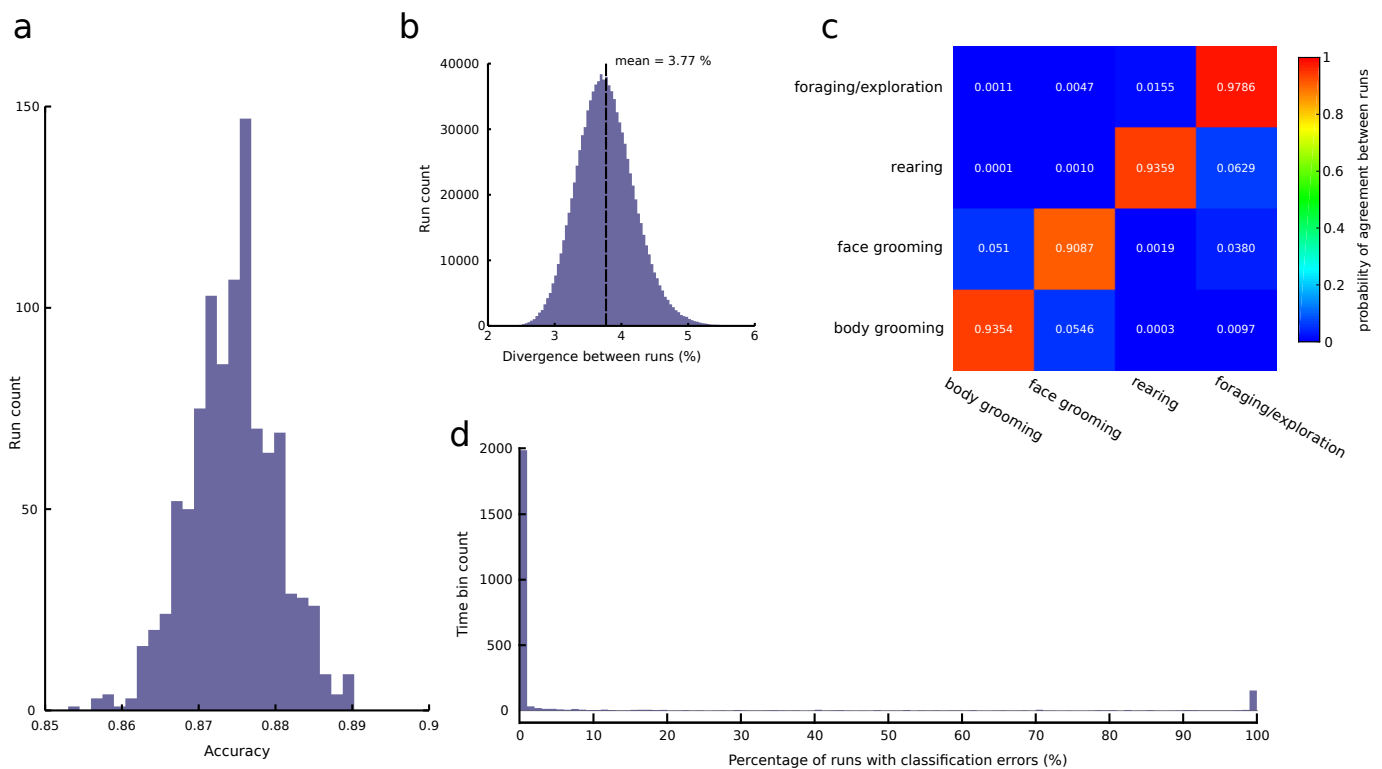 a
150
100
50
0
0.85
0.86
0.87
0.88
0.89
0.9
Run count
Accuracy
b
mean = 3.77 %
40000
30000
20000
10000
0
2
3
4
5
6
Run count
Divergence between runs (%)
c
foraging/exploration
0.0011
0.0047
0.0155
0.9786
rearing
0.0001
0.0010
0.9359
0.0629
face grooming
0.051
0.9087
0.0019
0.0380
body grooming
0.9354
0.0546
0.0003
0.0097
body grooming
face grooming
rearing
foraging/exploration
1
0.8
0.6
0.4
0.2
0
probability of agreement between runs
d
2000
1500
1000
500
0
0
10
20
30
40
50
60
70
80
90
100
Time bin count
Percentage of runs with classification errors (%)